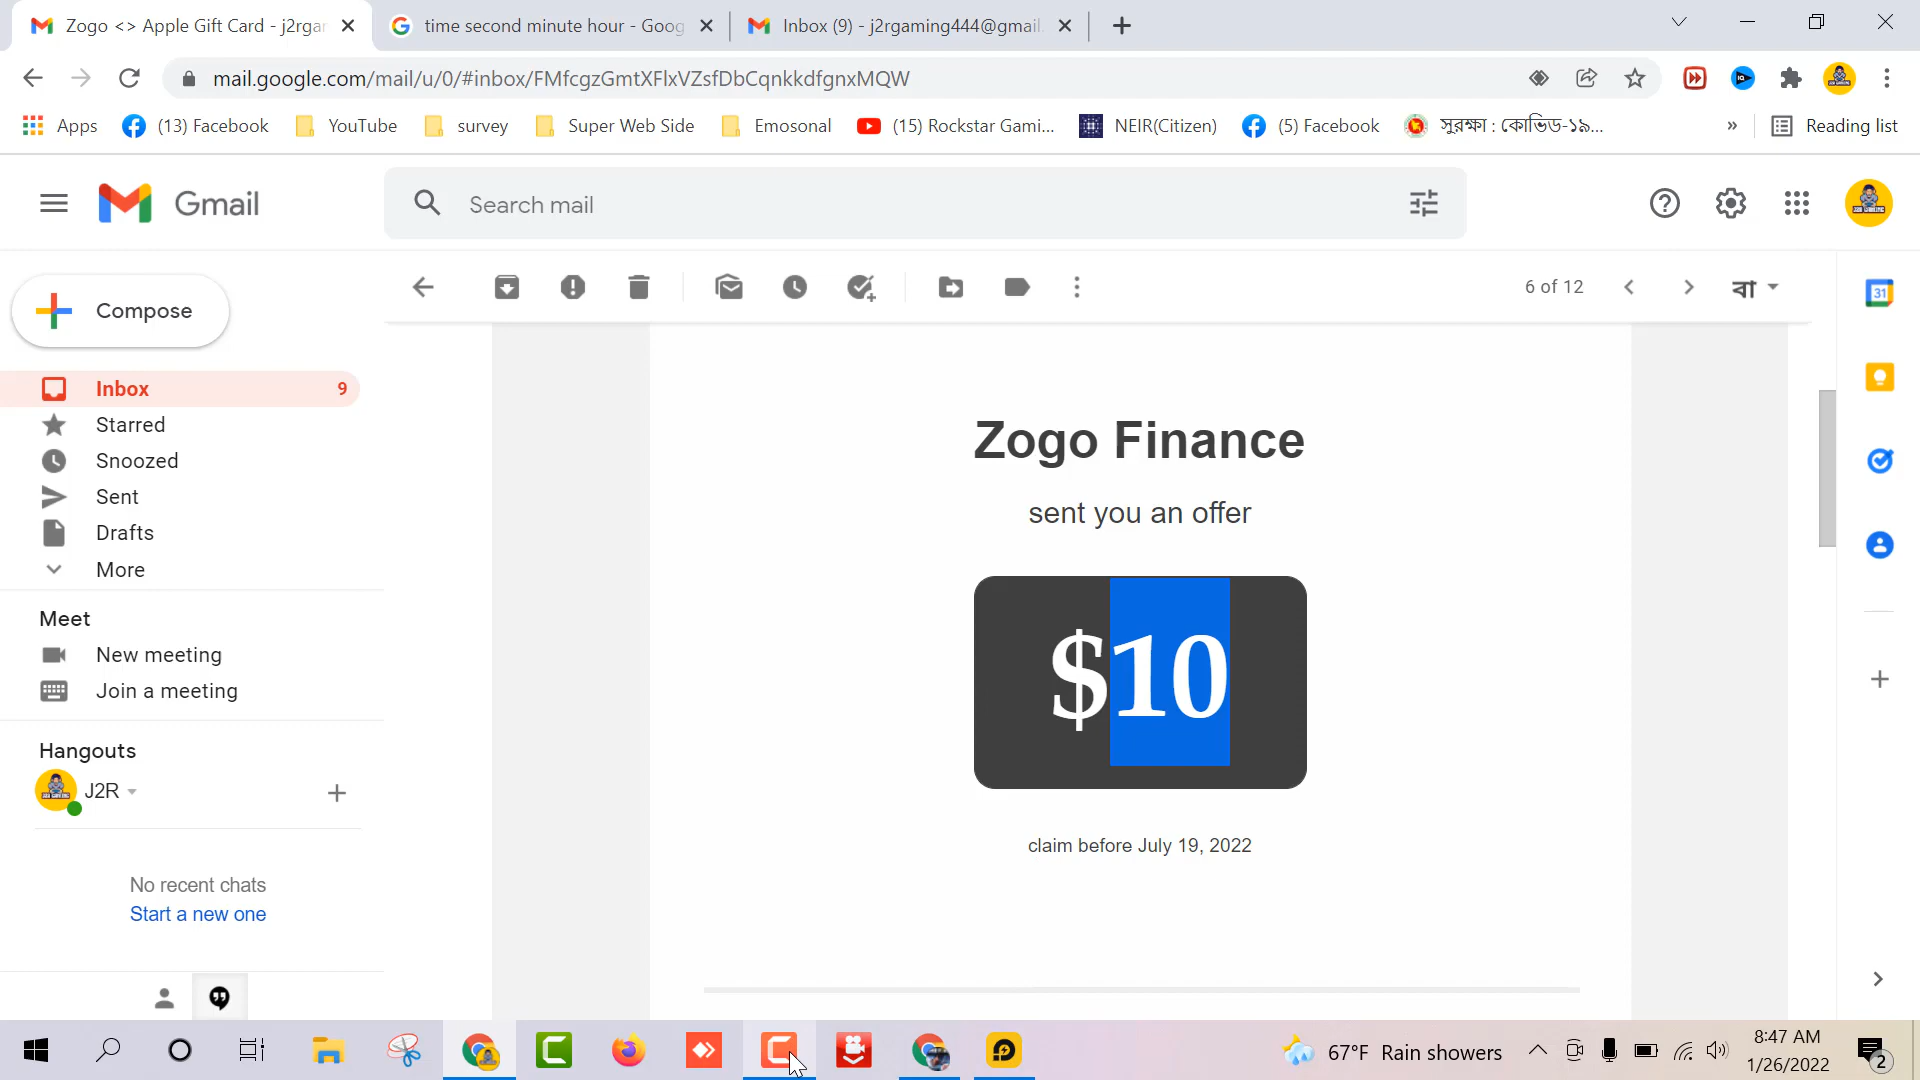 Zogo <> Apple Gift Card - j2rgar
time second minute hour - Goog
Inbox (9) - j2rgaming444@gmail.
mail.google.com/mail/u/0/#inbox/FMfcgzGmtXFlxVZsfDbCqnkkdfgnxMQW
Apps
(13) Facebook
YouTube
survey
Super Web Side
Emosonal
(15) Rockstar Gami...
NEIR(Citizen)
(5) Facebook
সুরক্ষা : কোভিড-১৯...
»
Reading list
Gmail
Search mail
Compose
6 of 12
বা
31
Inbox 9
Starred
Snoozed
Sent
Drafts
More
Meet
New meeting
Join a meeting
Hangouts
J2R
No recent chats
Start a new one
Zogo Finance
sent you an offer
$10
claim before July 19, 2022
67°F Rain showers
8:47 AM
1/26/2022
2